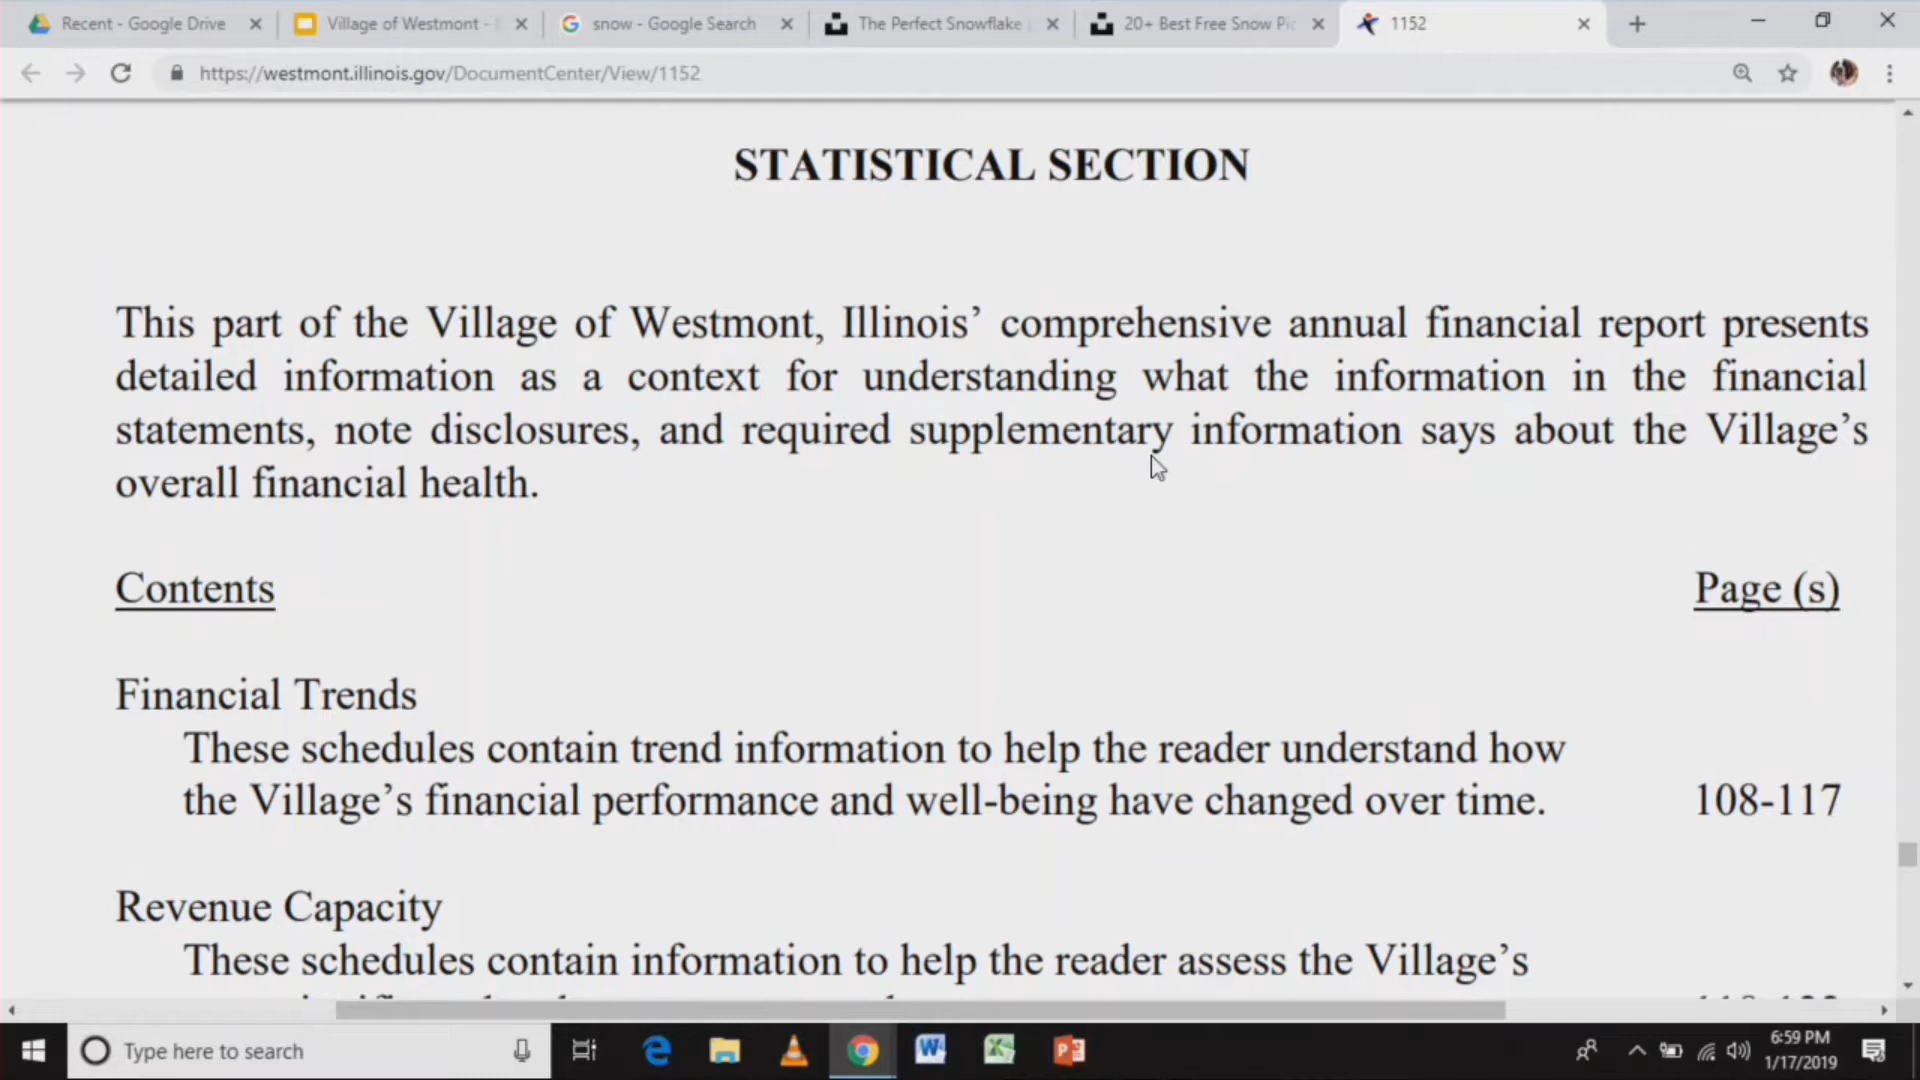 Recent - Google Drive
Village of Westmont -
snow - Google Search
The Perfect Snowflake
20+ Best Free Snow Pic
1152
https://westmont.illinois.gov/DocumentCenter/View/1152
STATISTICAL SECTION
This part of the Village of Westmont, Illinois’ comprehensive annual financial report presents
detailed information as a context for understanding what the information in the financial
statements, note disclosures, and required supplementary information says about the Village’s
overall financial health.
Contents
Page (s)
Financial Trends
These schedules contain trend information to help the reader understand how
the Village’s financial performance and well-being have changed over time.
108-117
Revenue Capacity
These schedules contain information to help the reader assess the Village’s
Type here to search
6:59 PM
1/17/2019